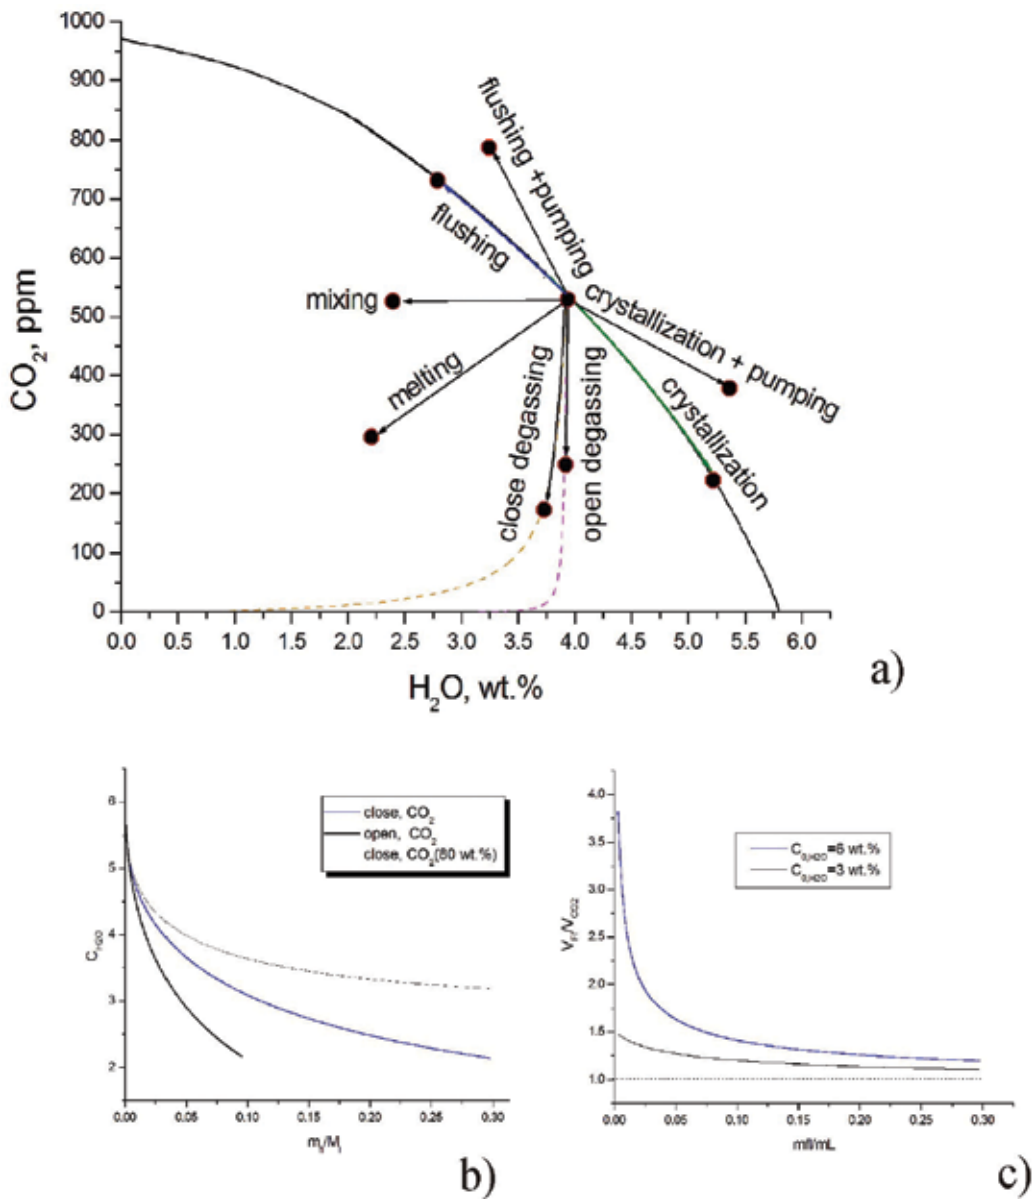 1000
900
800
700
600
500
400
300
200
100
0
CO₂, ppm
flushing +pumping
flushing
mixing
crystallization + pumping
melting
close degassing
open degassing
crystallization
0.0 0.5 1.0 1.5 2.0 2.5 3.0 3.5 4.0 4.5 5.0 5.5 6.0
H₂O, wt.%
a)
6
5
4
3
2
C_H2O
close, CO₂
open, CO₂
close, CO₂(80 wt.%)
0.00 0.05 0.10 0.15 0.20 0.25 0.30
b)
4.0
3.5
3.0
2.5
2.0
1.5
1.0
C₀,H2O=6 wt.%
C₀,H2O=3 wt.%
0.00 0.05 0.10 0.15 0.20 0.25 0.30
mfl/mL
c)